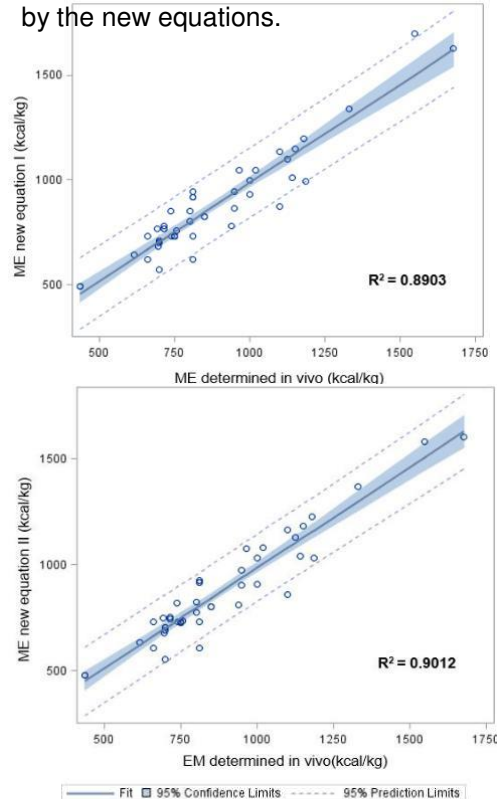 by the new equations.
1500
1000
500
ME new equation I (kcal/kg)
R² = 0.8903
500 750 1000 1250 1500 1750
ME determined in vivo (kcal/kg)
1500
1000
500
ME new equation II (kcal/kg)
R² = 0.9012
500 750 1000 1250 1500 1750
EM determined in vivo(kcal/kg)
Fit 95% Confidence Limits 95% Prediction Limits